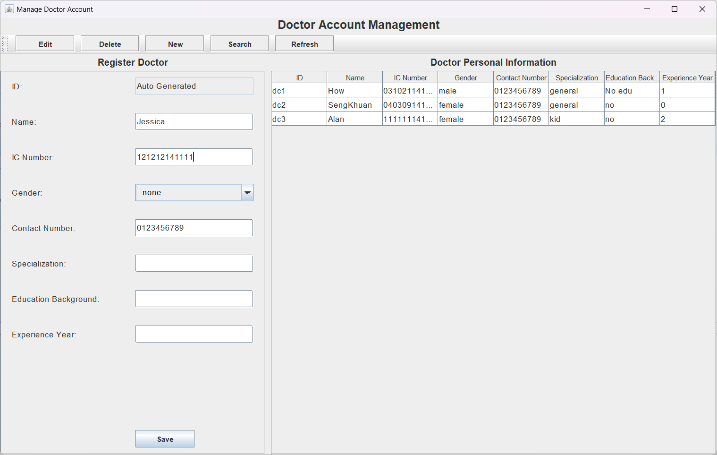 Manage Doctor Account
Doctor Account Management
Edit Delete New Search Refresh
Register Doctor
ID: Auto Generated
Name: Jessica
IC Number 121212141111
Gender: none
Contact Number: 0123456789
Specialization:
Education Background:
Experience Year:
Save
Doctor Personal Information
ID Name IC Number Gender Contact Number Specialization Education Back... Experience Year
dc1 How 031021141... male 0123456789 general No edu 1
dc2 SengKhuan 040309141... female 0123456789 general no 0
dc3 Alan 111111141... female 0123456789 kid no 2